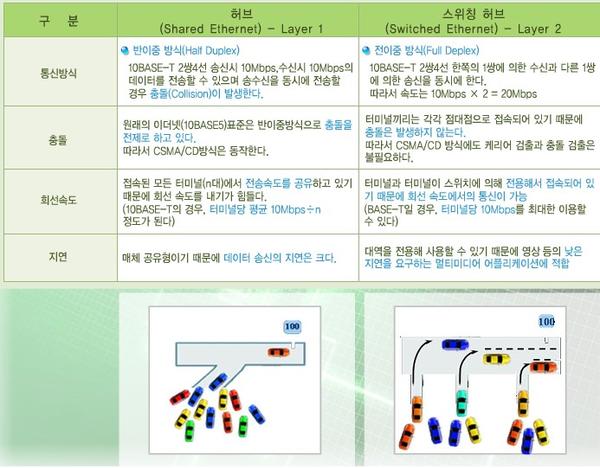 구 분
허브
(Shared Ethernet) - Layer 1
스위칭 허브
(Switched Ethernet) - Layer 2
통신방식
반이중 방식(Half Duplex)
10BASE-T 2쌍4선 송신시 10Mbps,수신시 10Mbps의
데이터를 전송할 수 있으며 송수신을 동시에 전송할
경우 충돌(Collision)이 발생한다.
전이중 방식(Full Deplex)
10BASE-T 2쌍4선 한쪽의 1쌍에 의한 수신과 다른 1쌍
에 의한 송신을 동시에 한다.
따라서 속도는 10Mbps × 2 = 20Mbps
충돌
원래의 이더넷(10BASE5)표준은 반이중방식으로 충돌을
전제로 하고 있다.
따라서 CSMA/CD방식은 동작한다.
터미널끼리는 각각 점대점으로 접속되어 있기 때문에
충돌은 발생하지 않는다.
따라서 CSMA/CD 방식에도 케리어 검출과 충돌 검출은
불필요하다.
회선속도
접속된 모든 터미널(n대)에서 전송속도를 공유하고 있기
때문에 회선 속도를 내기가 힘들다.
(10BASE-T의 경우, 터미널당 평균 10Mbps÷n
정도가 된다)
터미널과 터미널이 스위치에 의해 전용해서 접속되어 있
기 때문에 회선 속도에서의 통신이 가능
(BASE-T일 경우, 터미널당 10Mbps를 최대한 이용할
수 있다)
지연
매체 공유형이기 때문에 데이터 송신의 지연은 크다.
대역을 전용해 사용할 수 있기 때문에 영상 등의 낮은
지연을 요구하는 멀티미디어 어플리케이션에 적합
100
100